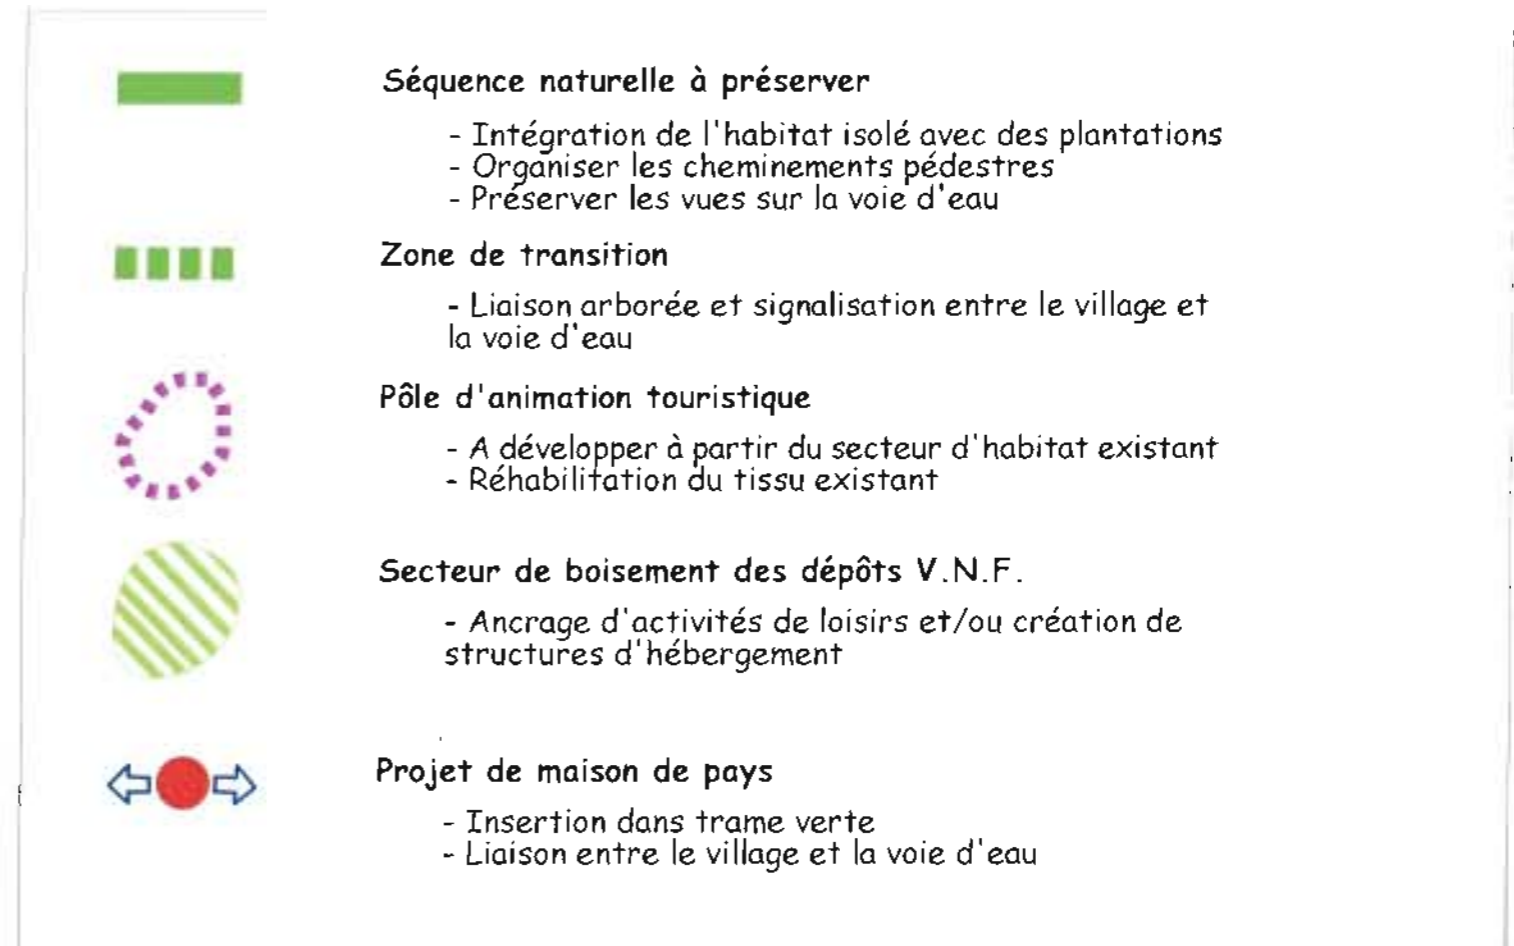 Séquence naturelle à préserver
- Intégration de l'habitat isolé avec des plantations
- Organiser les cheminements pédestres
- Préserver les vues sur la voie d'eau
Zone de transition
- Liaison arborée et signalisation entre le village et
la voie d'eau
Pôle d'animation touristique
- A développer à partir du secteur d'habitat existant
- Réhabilitation du tissu existant
Secteur de boisement des dépôts V.N.F.
- Ancrage d'activités de loisirs et/ou création de
structures d'hébergement
Projet de maison de pays
- Insertion dans trame verte
- Liaison entre le village et la voie d'eau